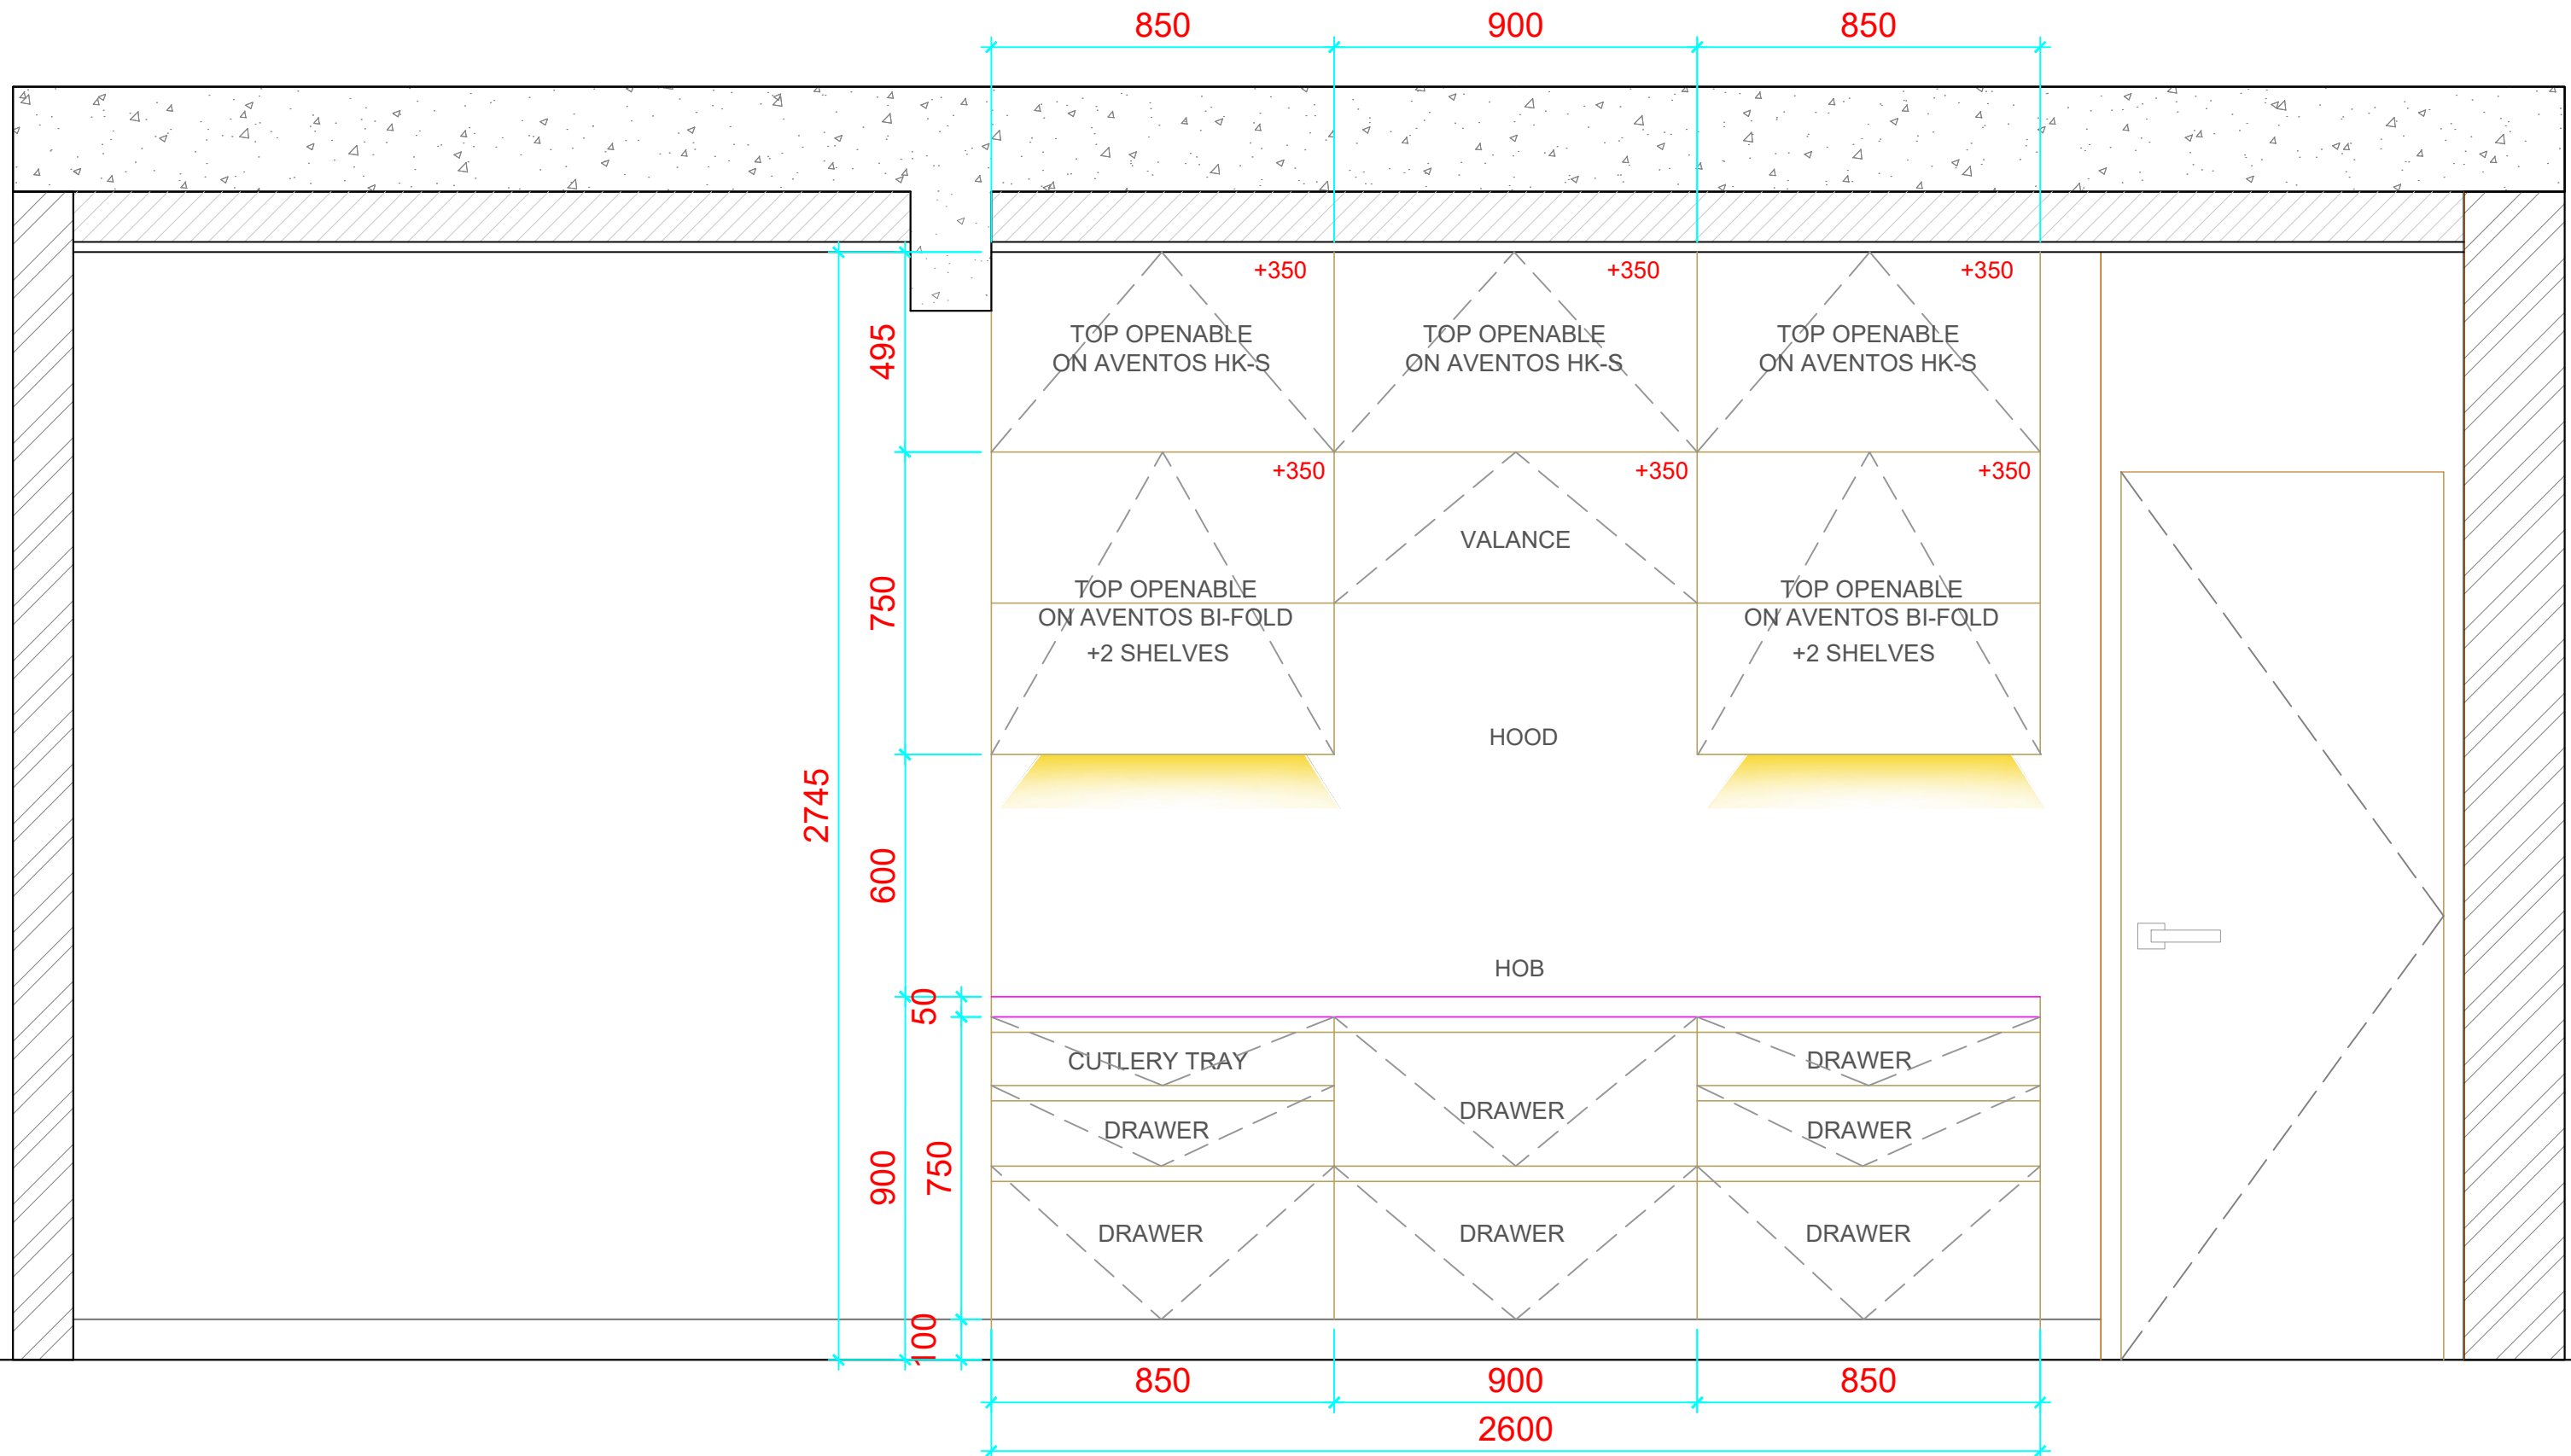 850
900
850
+350
+350
+350
495
TOP OPENABLE
ON AVENTOS HK-S
TOP OPENABLE
ON AVENTOS HK-S
TOP OPENABLE
ON AVENTOS HK-S
+350
+350
+350
VALANCE
750
TOP OPENABLE
ON AVENTOS BI-FOLD
+2 SHELVES
TOP OPENABLE
ON AVENTOS BI-FOLD
+2 SHELVES
HOOD
2745
600
HOB
50
CUTLERY TRAY
DRAWER
DRAWER
DRAWER
DRAWER
900
750
DRAWER
DRAWER
DRAWER
100
850
900
850
2600